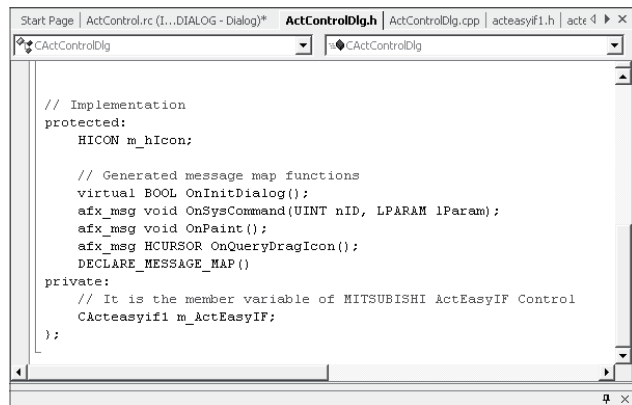 Start Page | ActControl.rc (I...DIALOG - Dialog)* | ActControlDlg.h | ActControlDlg.cpp | acteasyif1.h | acte
CActControlDlg CActControlDlg
// Implementation
protected:
HICON m_hIcon;
// Generated message map functions
virtual BOOL OnInitDialog();
afx_msg void OnSysCommand(UINT nID, LPARAM lParam);
afx_msg void OnPaint();
afx_msg HCURSOR OnQueryDragIcon();
DECLARE_MESSAGE_MAP()
private:
// It is the member variable of MITSUBISHI ActEasyIF Control
CActeasyif1 m_ActEasyIF;
};